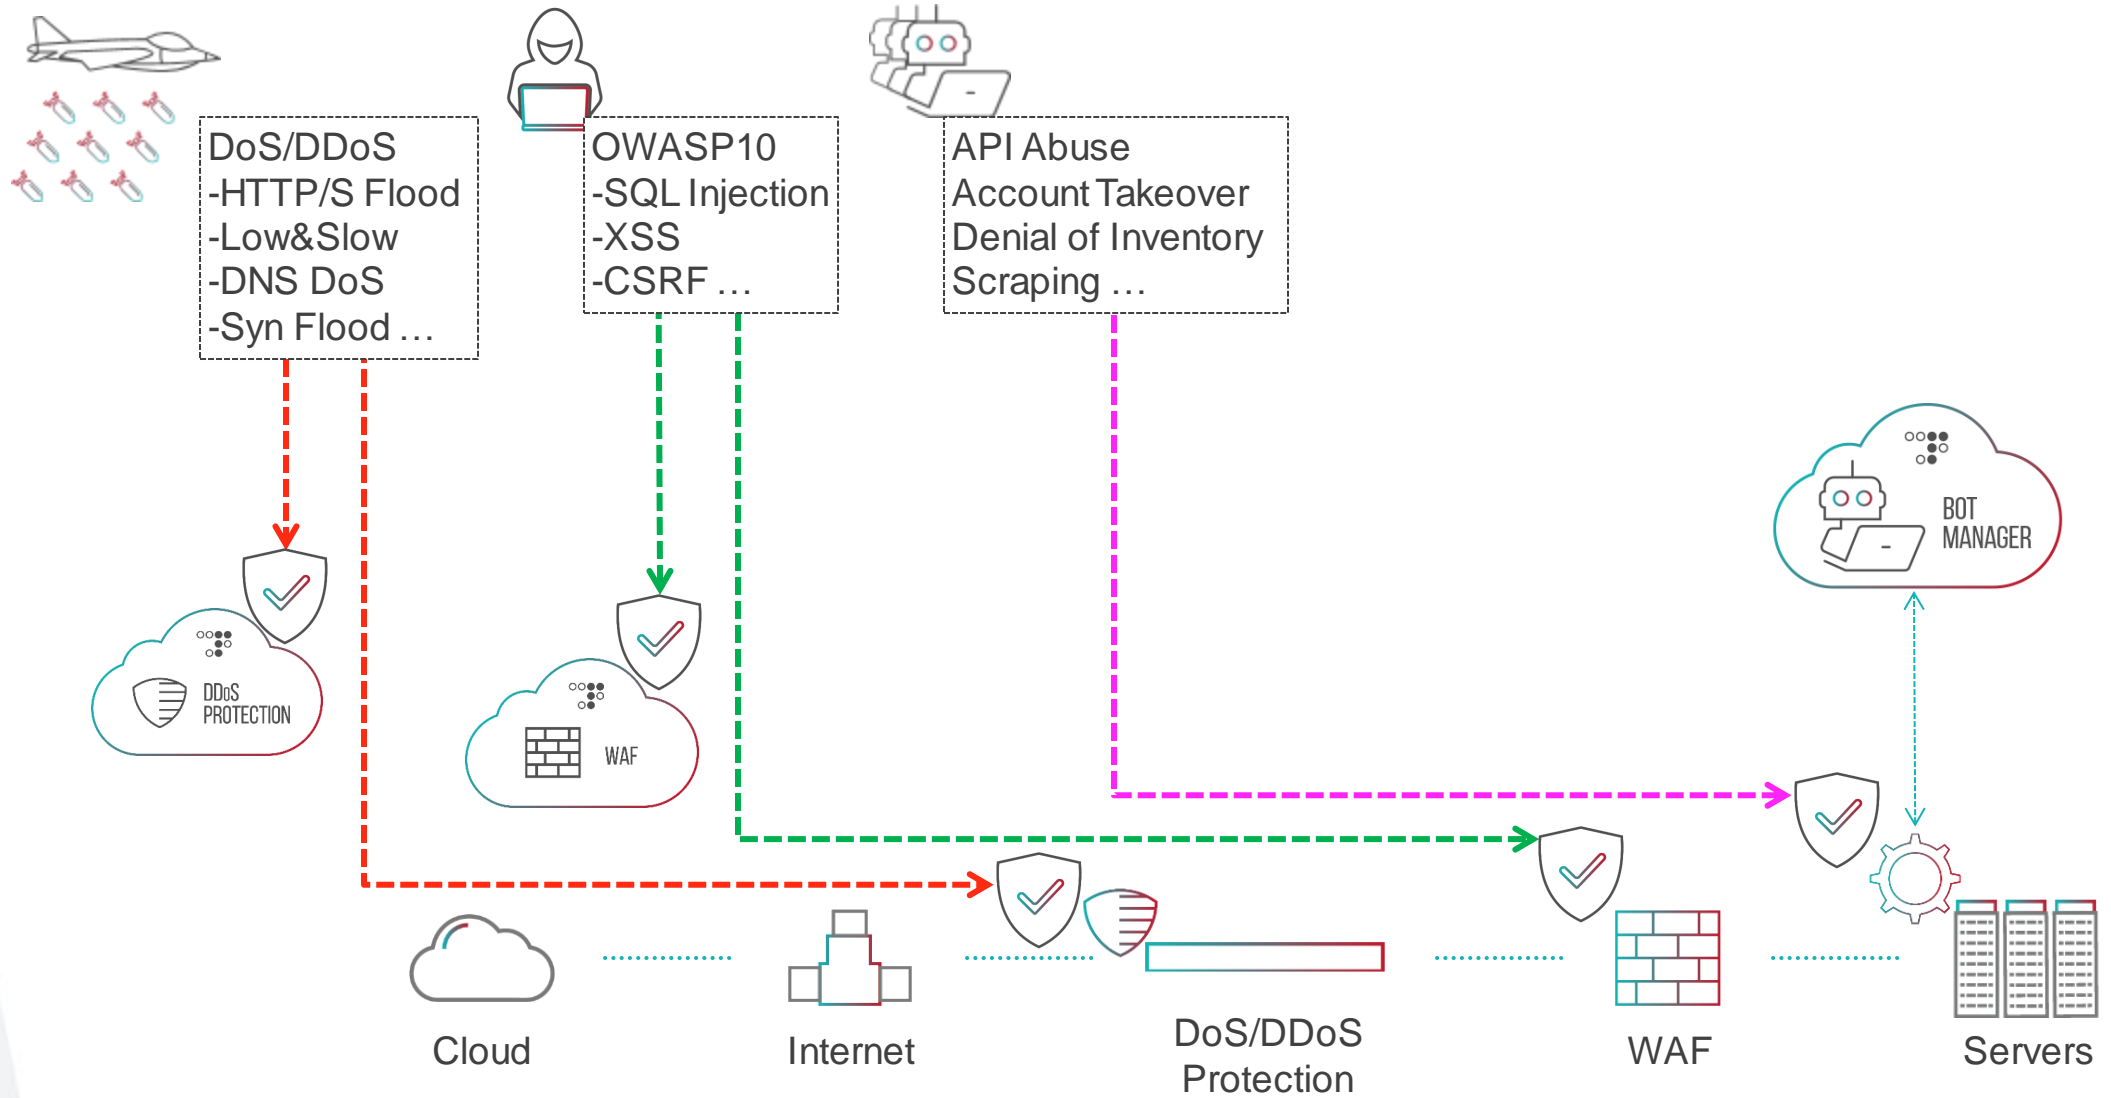 DoS/DDoS
-HTTP/S Flood
-Low&Slow
-DNS DoS
-Syn Flood ...
OWASP10
-SQL Injection
-XSS
-CSRF ...
API Abuse
Account Takeover
Denial of Inventory
Scraping ...
BOT
MANAGER
DDoS
PROTECTION
WAF
Cloud
Internet
DoS/DDoS
Protection
WAF
Servers